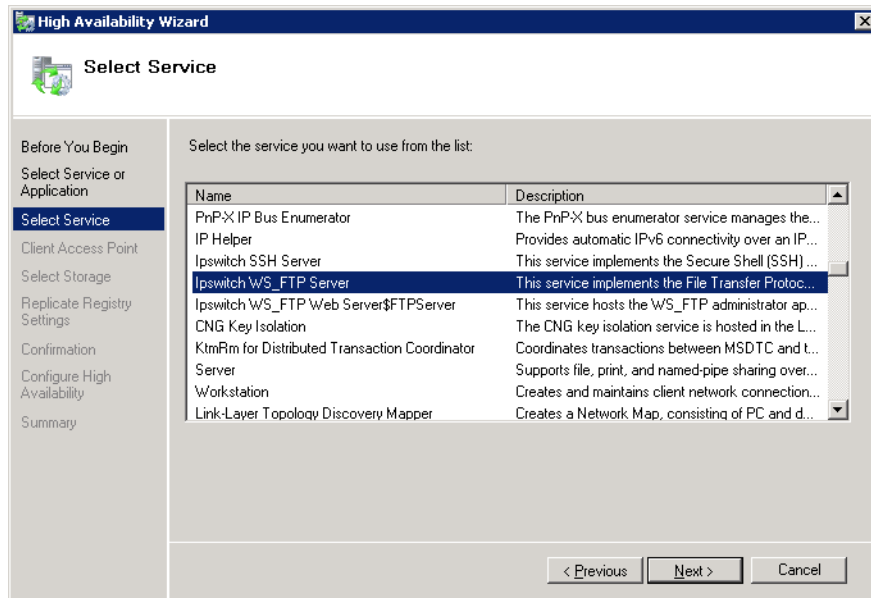 High Availability Wizard
Select Service
Before You Begin
Select Service or
Application
Select Service
Client Access Point
Select Storage
Replicate Registry
Settings
Confirmation
Configure High
Availability
Summary
Select the service you want to use from the list:
Name Description
PnP-X IP Bus Enumerator The PnP-X bus enumerator service manages the...
IP Helper Provides automatic IPv6 connectivity over an IP...
Ipswitch SSH Server This service implements the Secure Shell (SSH) ...
Ipswitch WS_FTP Server This service implements the File Transfer Protoc...
Ipswitch WS_FTP Web Server$FTPServer This service hosts the WS_FTP administrator ap...
CNG Key Isolation The CNG key isolation service is hosted in the L...
KtmRm for Distributed Transaction Coordinator Coordinates transactions between MSDTC and t...
Server Supports file, print, and named-pipe sharing over...
Workstation Creates and maintains client network connection...
Link-Layer Topology Discovery Mapper Creates a Network Map, consisting of PC and d...
< Previous Next > Cancel